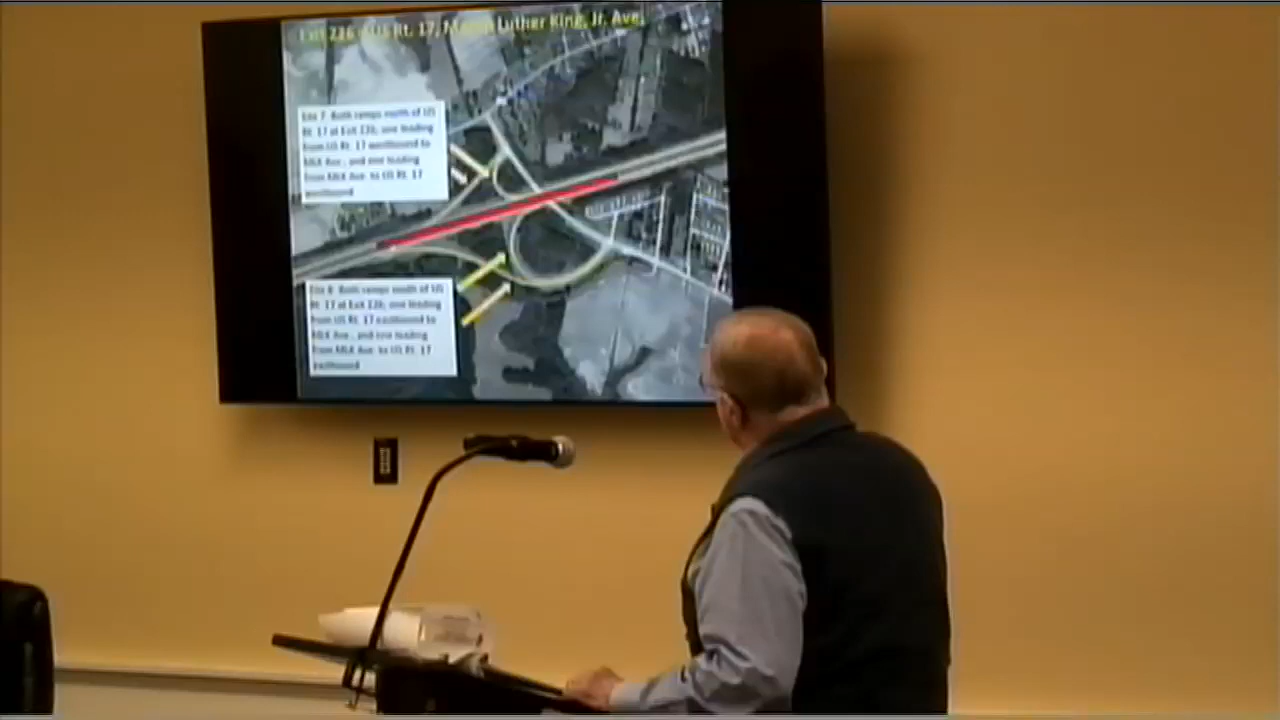 Exit 226 of US Rt. 17, Martin Luther King, Jr. Ave.
Site 7 Both ramps north of US
Rt. 17 at Exit 226; one leading
from US Rt. 17 westbound to
MLK Ave., and one leading
from MLK Ave. to US Rt. 17
westbound
Site 8 Both ramps south of US
Rt. 17 at Exit 226; one leading
from US Rt. 17 eastbound to
MLK Ave., and one leading
from MLK Ave. to US Rt. 17
eastbound